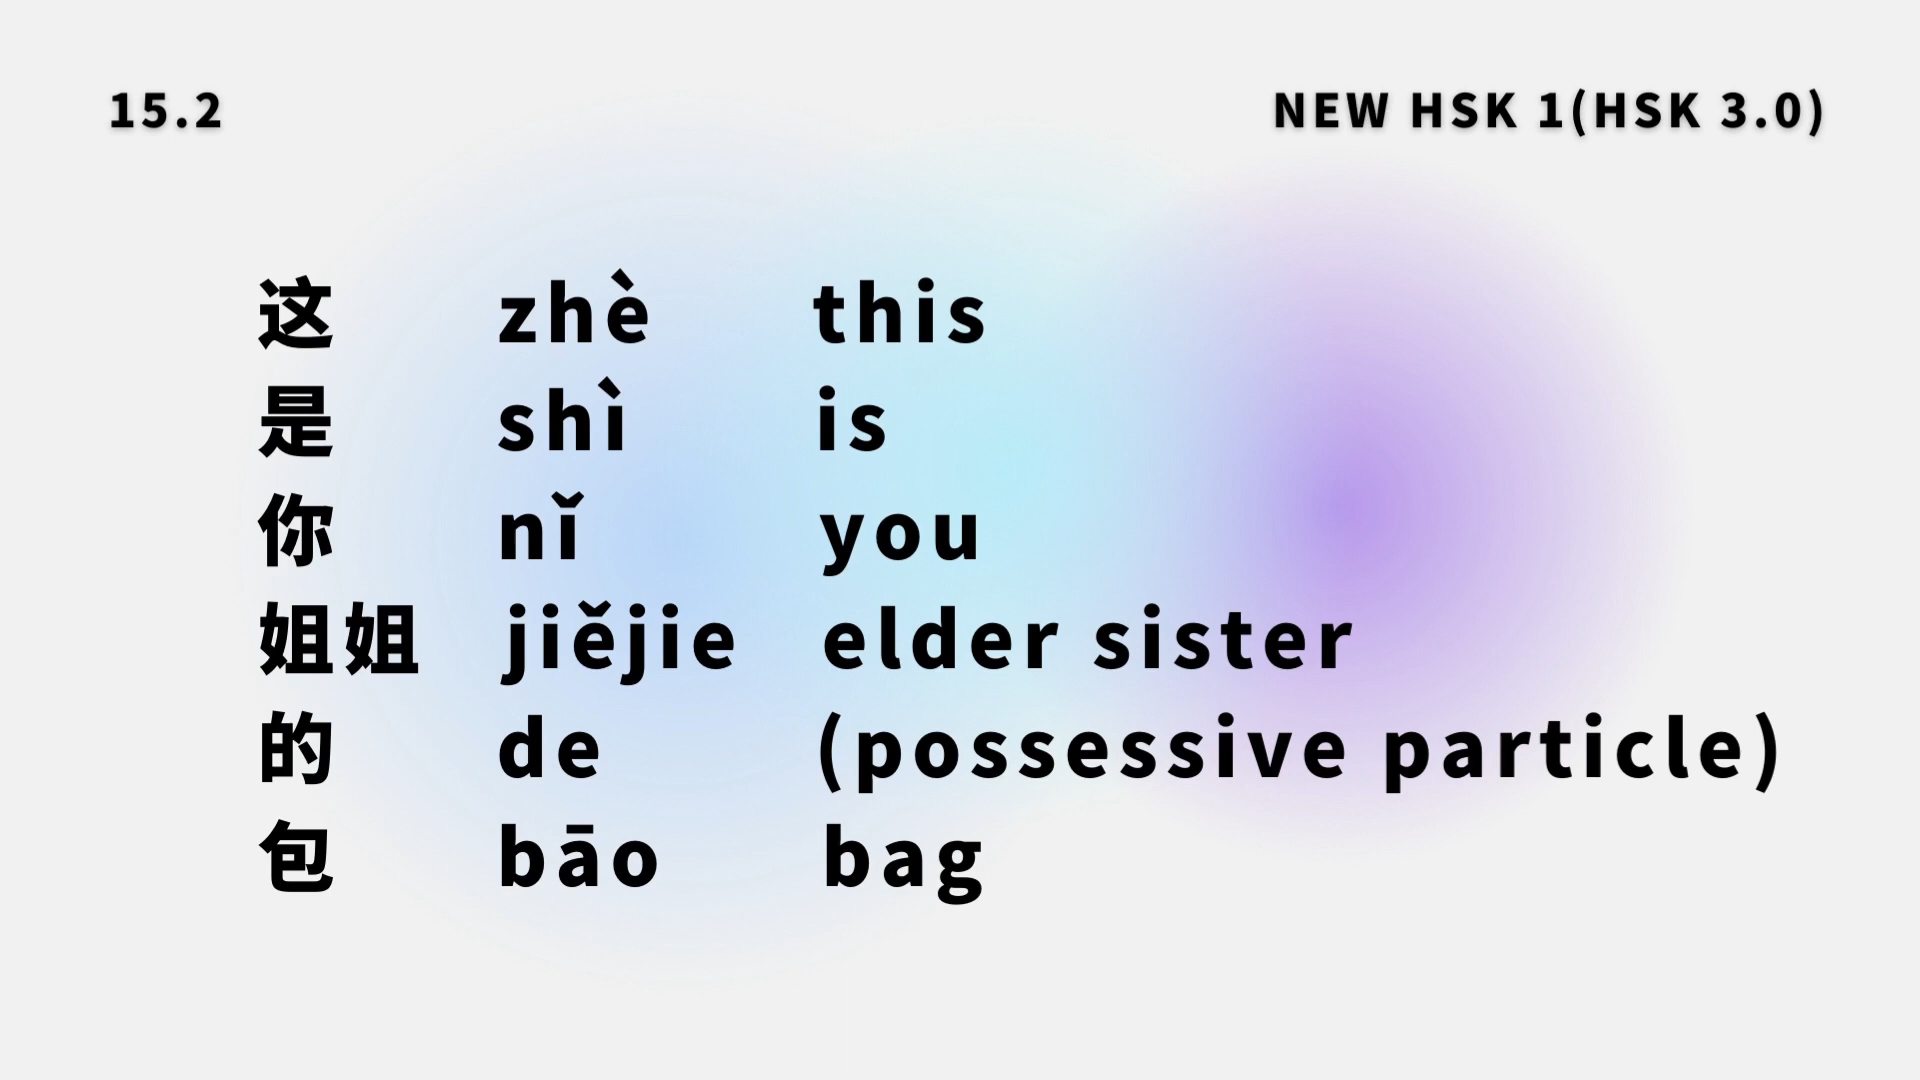 15.2
NEW HSK 1(HSK 3.0)
这 zhè this
是 shì is
你 nǐ you
姐姐 jiějie elder sister
的 de (possessive particle)
包 bāo bag